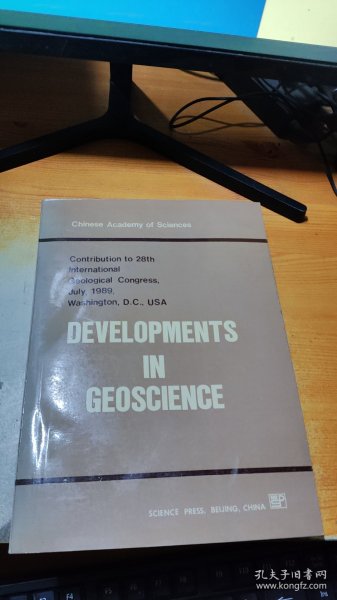 Chinese Academy of Sciences
Contribution to 28th
International
Geological Congress,
July, 1989,
Washington, D.C., USA
DEVELOPMENTS
IN
GEOSCIENCE
SCIENCE PRESS, BEIJING, CHINA
孔夫子旧书网
www.kongfz.com